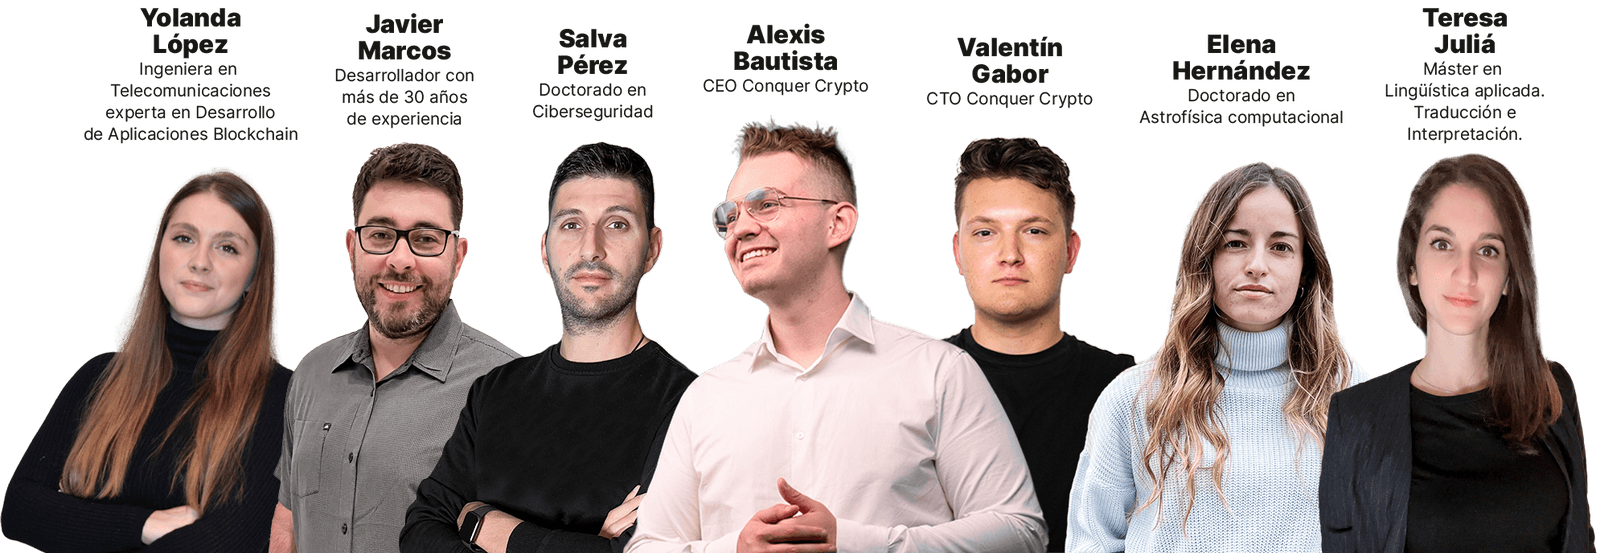 Yolanda
López
Ingeniera en
Telecomunicaciones
experta en Desarrollo
de Aplicaciones Blockchain
Javier
Marcos
Desarrollador con
más de 30 años
de experiencia
Salva
Pérez
Doctorado en
Ciberseguridad
Alexis
Bautista
CEO Conquer Crypto
Valentín
Gabor
CTO Conquer Crypto
Elena
Hernández
Doctorado en
Astrofísica computacional
Teresa
Juliá
Máster en
Lingüística aplicada.
Traducción e
Interpretación.